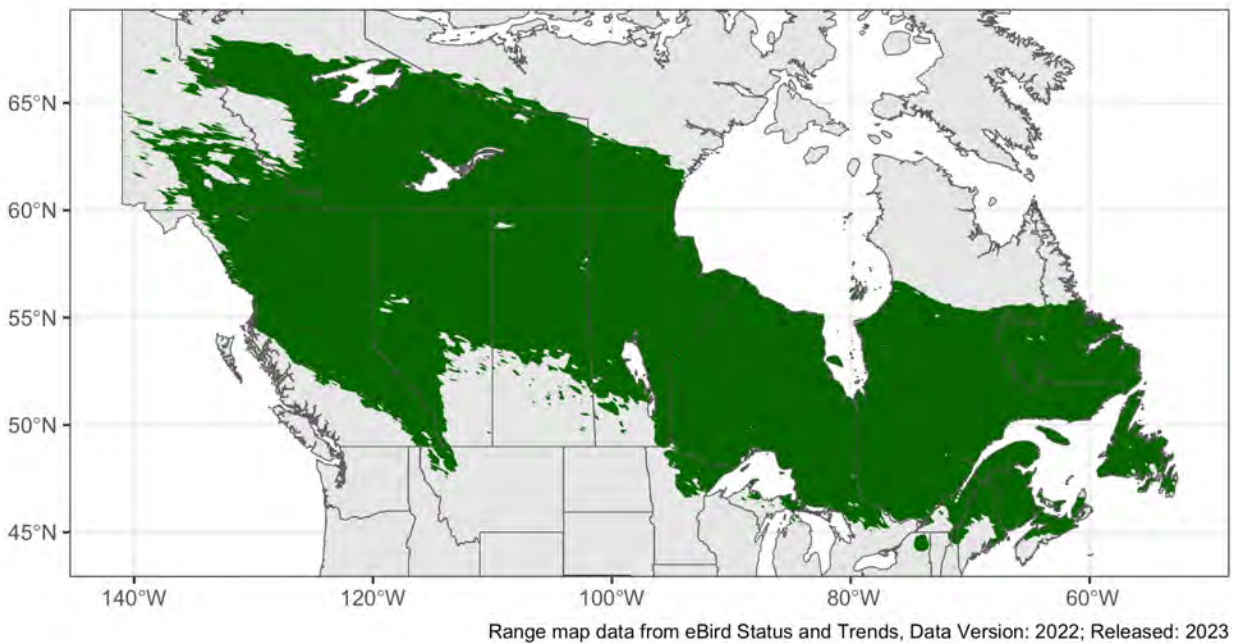 65°N
60°N
55°N
50°N
45°N
140°W 120°W 100°W 80°W 60°W
Range map data from eBird Status and Trends, Data Version: 2022; Released: 2023